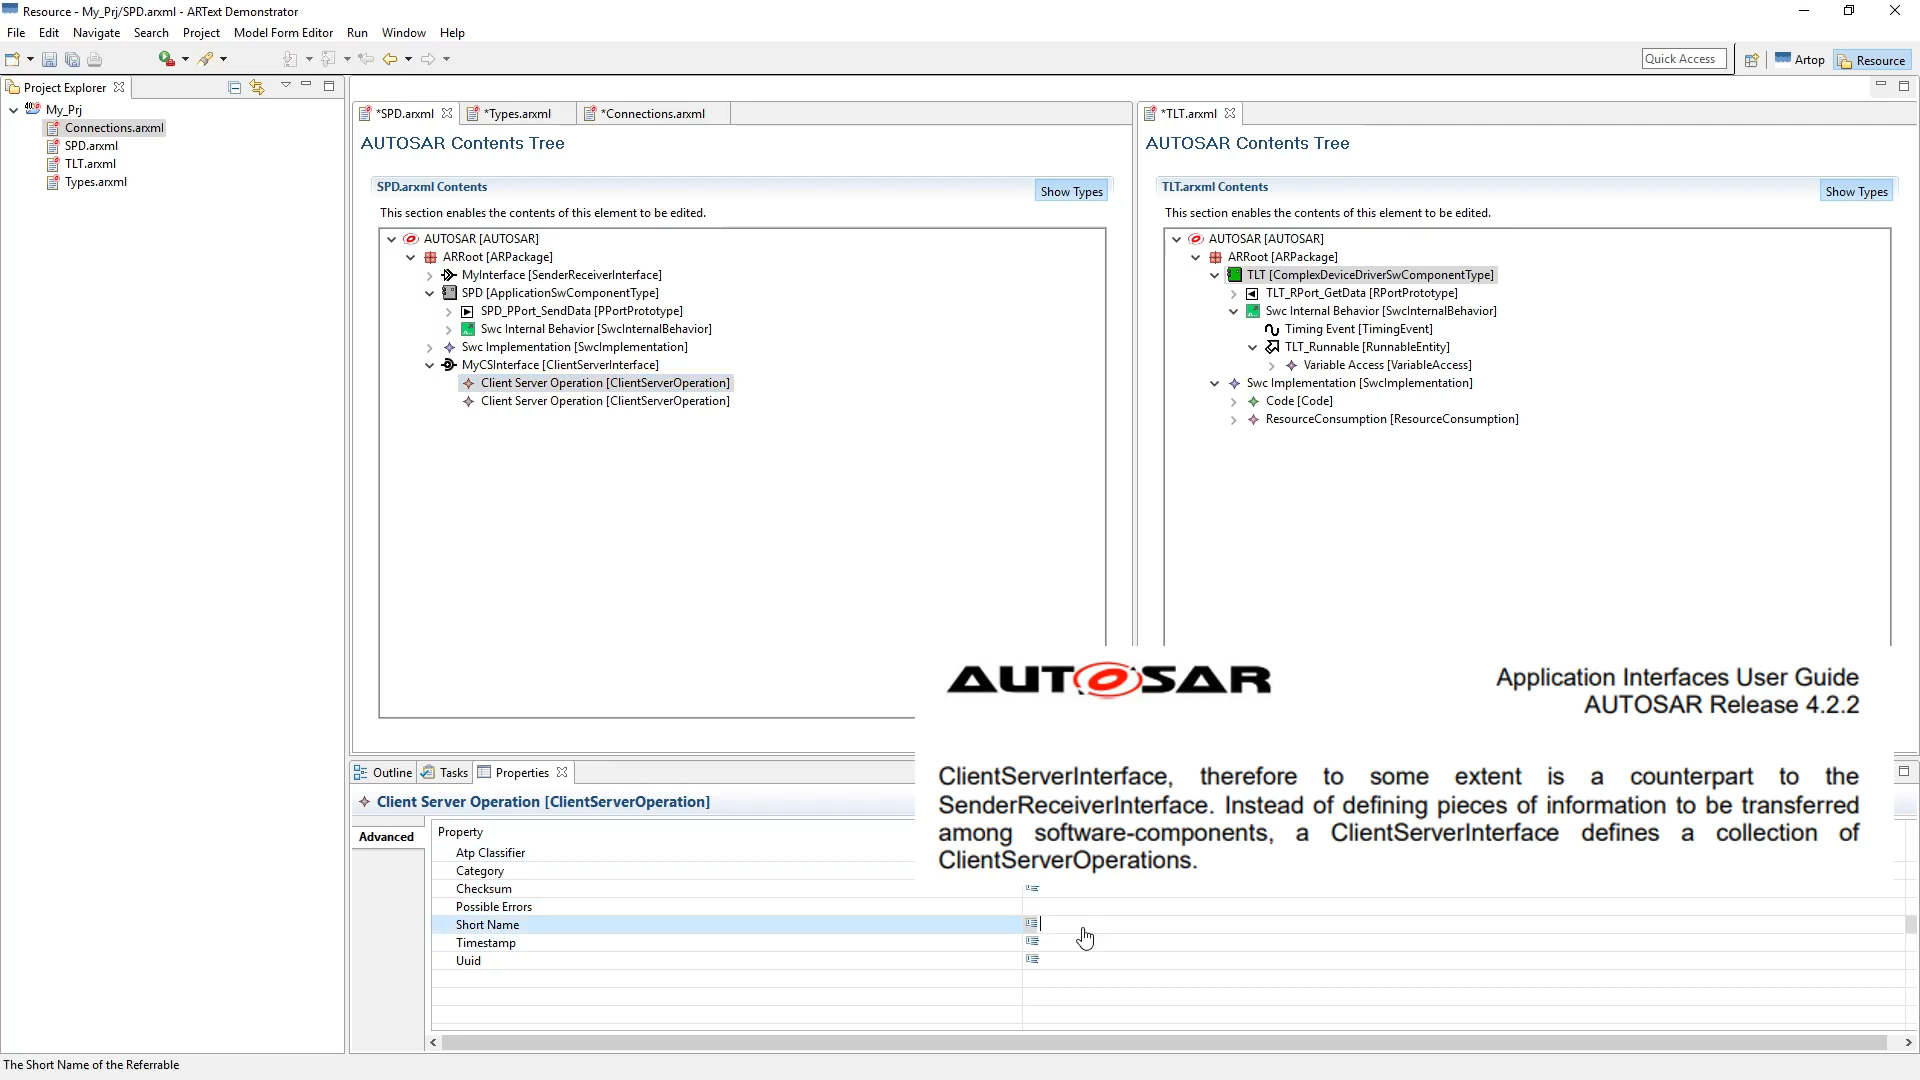 Resource - My_Prj/SPD.arxml - ARText Demonstrator
File Edit Navigate Search Project Model Form Editor Run Window Help
Quick Access Artop Resource
Project Explorer
My_Prj
Connections.arxml
SPD.arxml
TLT.arxml
Types.arxml
*SPD.arxml *Types.arxml *Connections.arxml
AUTOSAR Contents Tree
SPD.arxml Contents
Show Types
This section enables the contents of this element to be edited.
AUTOSAR [AUTOSAR]
ARRoot [ARPackage]
MyInterface [SenderReceiverInterface]
SPD [ApplicationSwComponentType]
SPD_PPort_SendData [PPortPrototype]
Swc Internal Behavior [SwcInternalBehavior]
Swc Implementation [SwcImplementation]
MyCSInterface [ClientServerInterface]
Client Server Operation [ClientServerOperation]
Client Server Operation [ClientServerOperation]
*TLT.arxml
AUTOSAR Contents Tree
TLT.arxml Contents
Show Types
This section enables the contents of this element to be edited.
AUTOSAR [AUTOSAR]
ARRoot [ARPackage]
TLT [ComplexDeviceDriverSwComponentType]
TLT_RPort_GetData [RPortPrototype]
Swc Internal Behavior [SwcInternalBehavior]
Timing Event [TimingEvent]
TLT_Runnable [RunnableEntity]
Variable Access [VariableAccess]
Swc Implementation [SwcImplementation]
Code [Code]
ResourceConsumption [ResourceConsumption]
AUTOSAR
Application Interfaces User Guide
AUTOSAR Release 4.2.2
ClientServerInterface, therefore to some extent is a counterpart to the
SenderReceiverInterface. Instead of defining pieces of information to be transferred
among software-components, a ClientServerInterface defines a collection of
ClientServerOperations.
Outline Tasks Properties
Client Server Operation [ClientServerOperation]
Advanced
Property
Atp Classifier
Category
Checksum
Possible Errors
Short Name
Timestamp
Uuid
The Short Name of the Referrable